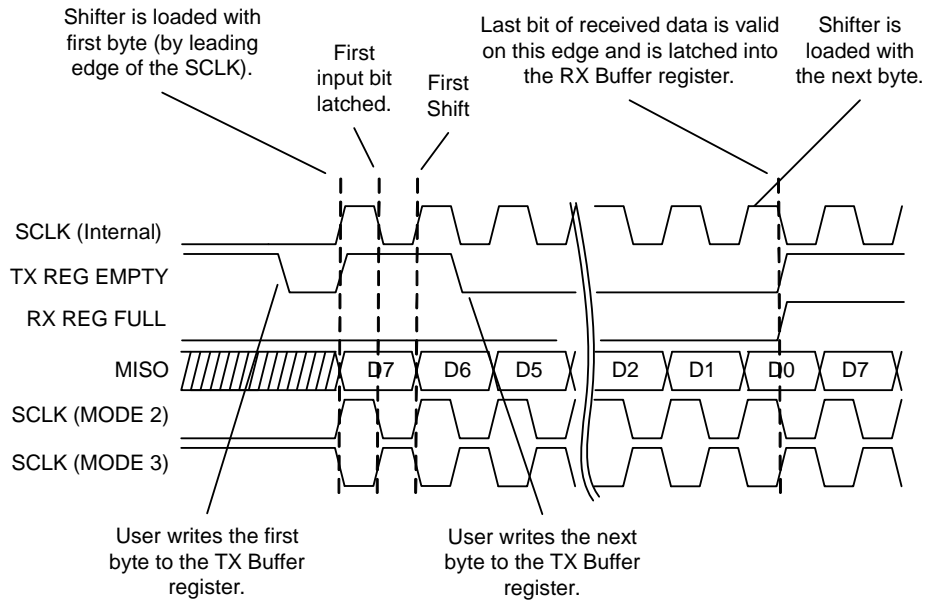 Shifter is loaded with
first byte (by leading
edge of the SCLK).
First
input bit
latched.
First
Shift
Last bit of received data is valid
on this edge and is latched into
the RX Buffer register.
Shifter is
loaded with
the next byte.
SCLK (Internal)
TX REG EMPTY
RX REG FULL
MISO
D7
D6
D5
D2
D1
D0
D7
SCLK (MODE 2)
SCLK (MODE 3)
User writes the first
byte to the TX Buffer
register.
User writes the next
byte to the TX Buffer
register.